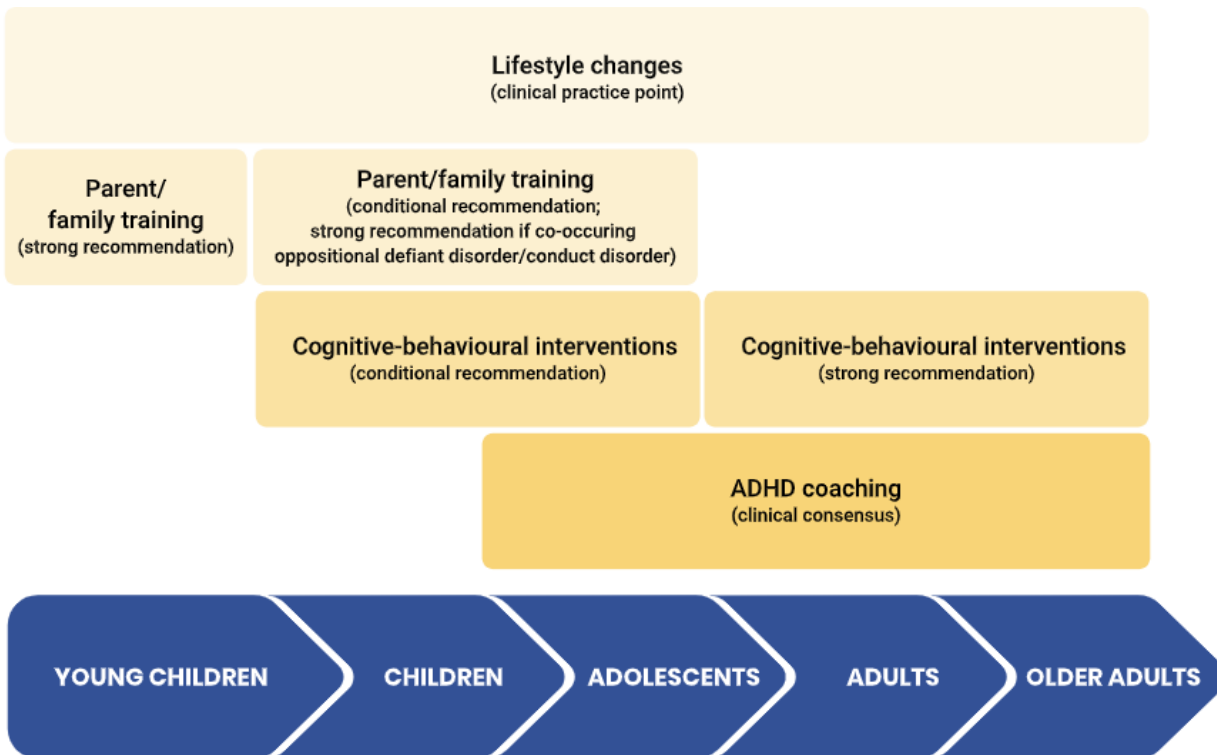 Lifestyle changes
(clinical practice point)
Parent/
family training
(strong recommendation)
Parent/family training
(conditional recommendation;
strong recommendation if co-occuring
oppositional defiant disorder/conduct disorder)
Cognitive-behavioural interventions
(conditional recommendation)
Cognitive-behavioural interventions
(strong recommendation)
ADHD coaching
(clinical consensus)
YOUNG CHILDREN
CHILDREN
ADOLESCENTS
ADULTS
OLDER ADULTS